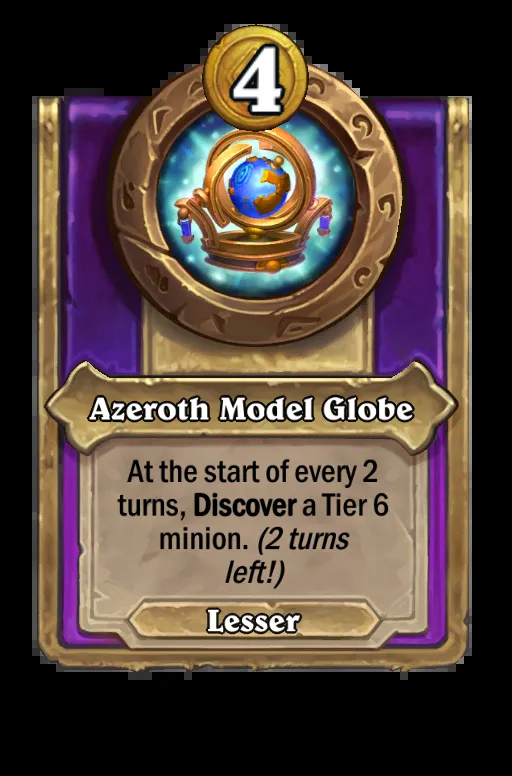 4
Azeroth Model Globe
At the start of every 2
turns, Discover a Tier 6
minion. (2 turns
left!)
Lesser